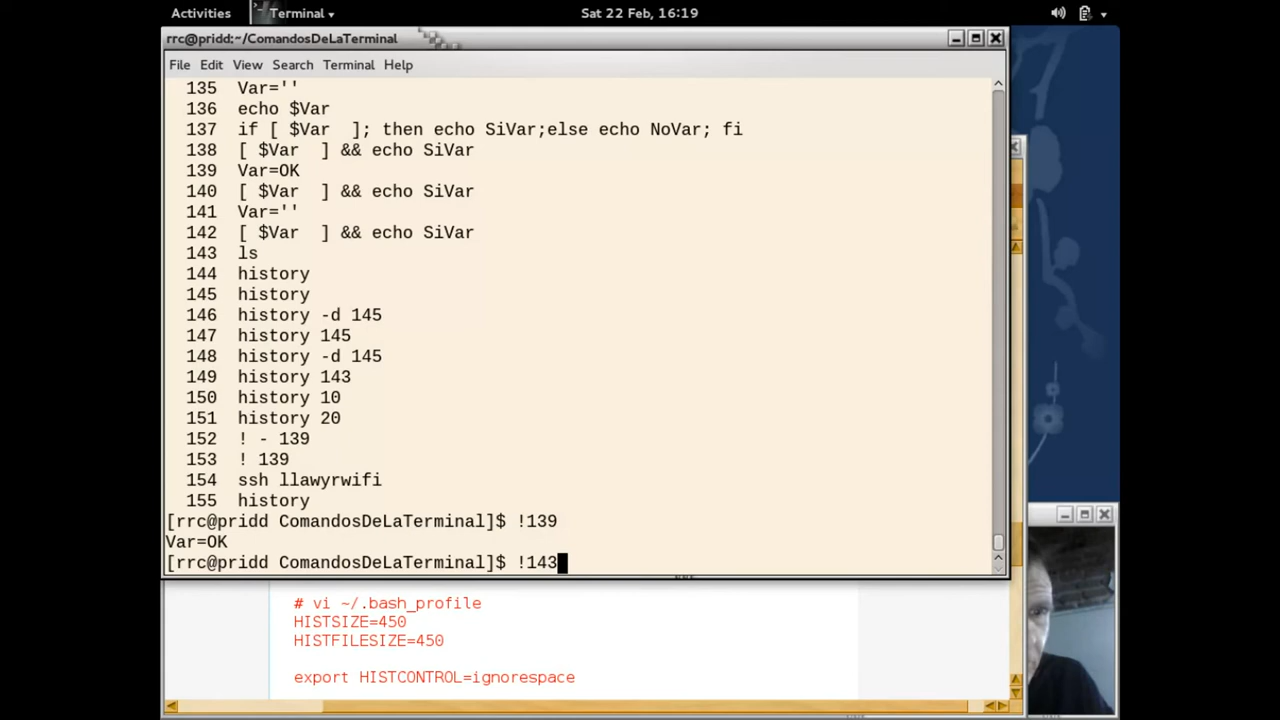 Activities Terminal Sat 22 Feb, 16:19
rrc@pridd:~/ComandosDeLaTerminal
File Edit View Search Terminal Help
135 Var=''
136 echo $Var
137 if [ $Var ]; then echo SiVar;else echo NoVar; fi
138 [ $Var ] && echo SiVar
139 Var=OK
140 [ $Var ] && echo SiVar
141 Var=''
142 [ $Var ] && echo SiVar
143 ls
144 history
145 history
146 history -d 145
147 history 145
148 history -d 145
149 history 143
150 history 10
151 history 20
152 ! - 139
153 ! 139
154 ssh llawyrwifi
155 history
[rrc@pridd ComandosDeLaTerminal]$ !139
Var=OK
[rrc@pridd ComandosDeLaTerminal]$ !143
# vi ~/.bash_profile
HISTSIZE=450
HISTFILESIZE=450
export HISTCONTROL=ignorespace